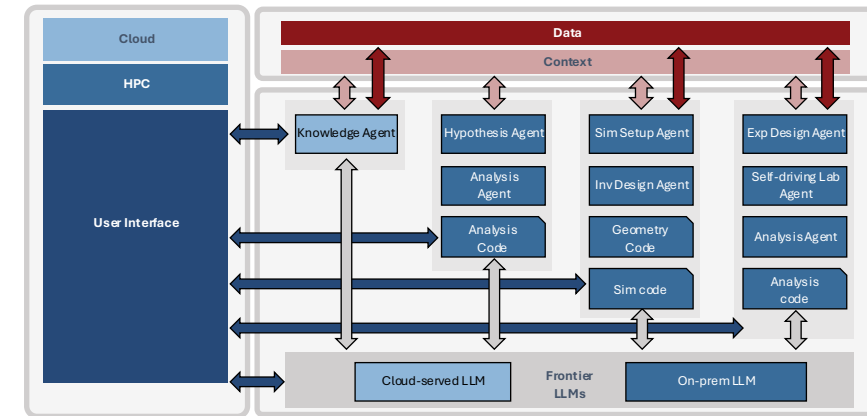 Cloud
HPC
User Interface
Data
Context
Knowledge Agent
Hypothesis Agent
Analysis
Agent
Analysis
Code
Sim Setup Agent
Inv Design Agent
Geometry
Code
Sim code
Exp Design Agent
Self-driving Lab
Agent
Analysis Agent
Analysis
code
Cloud-served LLM
Frontier
LLMs
On-prem LLM